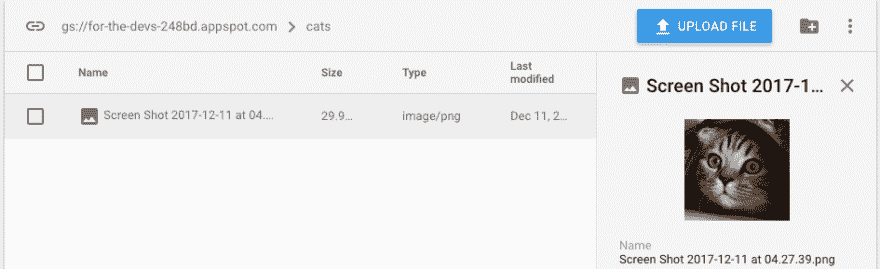 gs://for-the-devs-248bd.appspot.com > cats
UPLOAD FILE
Name Size Type Last modified
Screen Shot 2017-12-11 at 04.... 29.9... image/png Dec 11, 2...
Screen Shot 2017-1...
Name
Screen Shot 2017-12-11 at 04.27.39.png